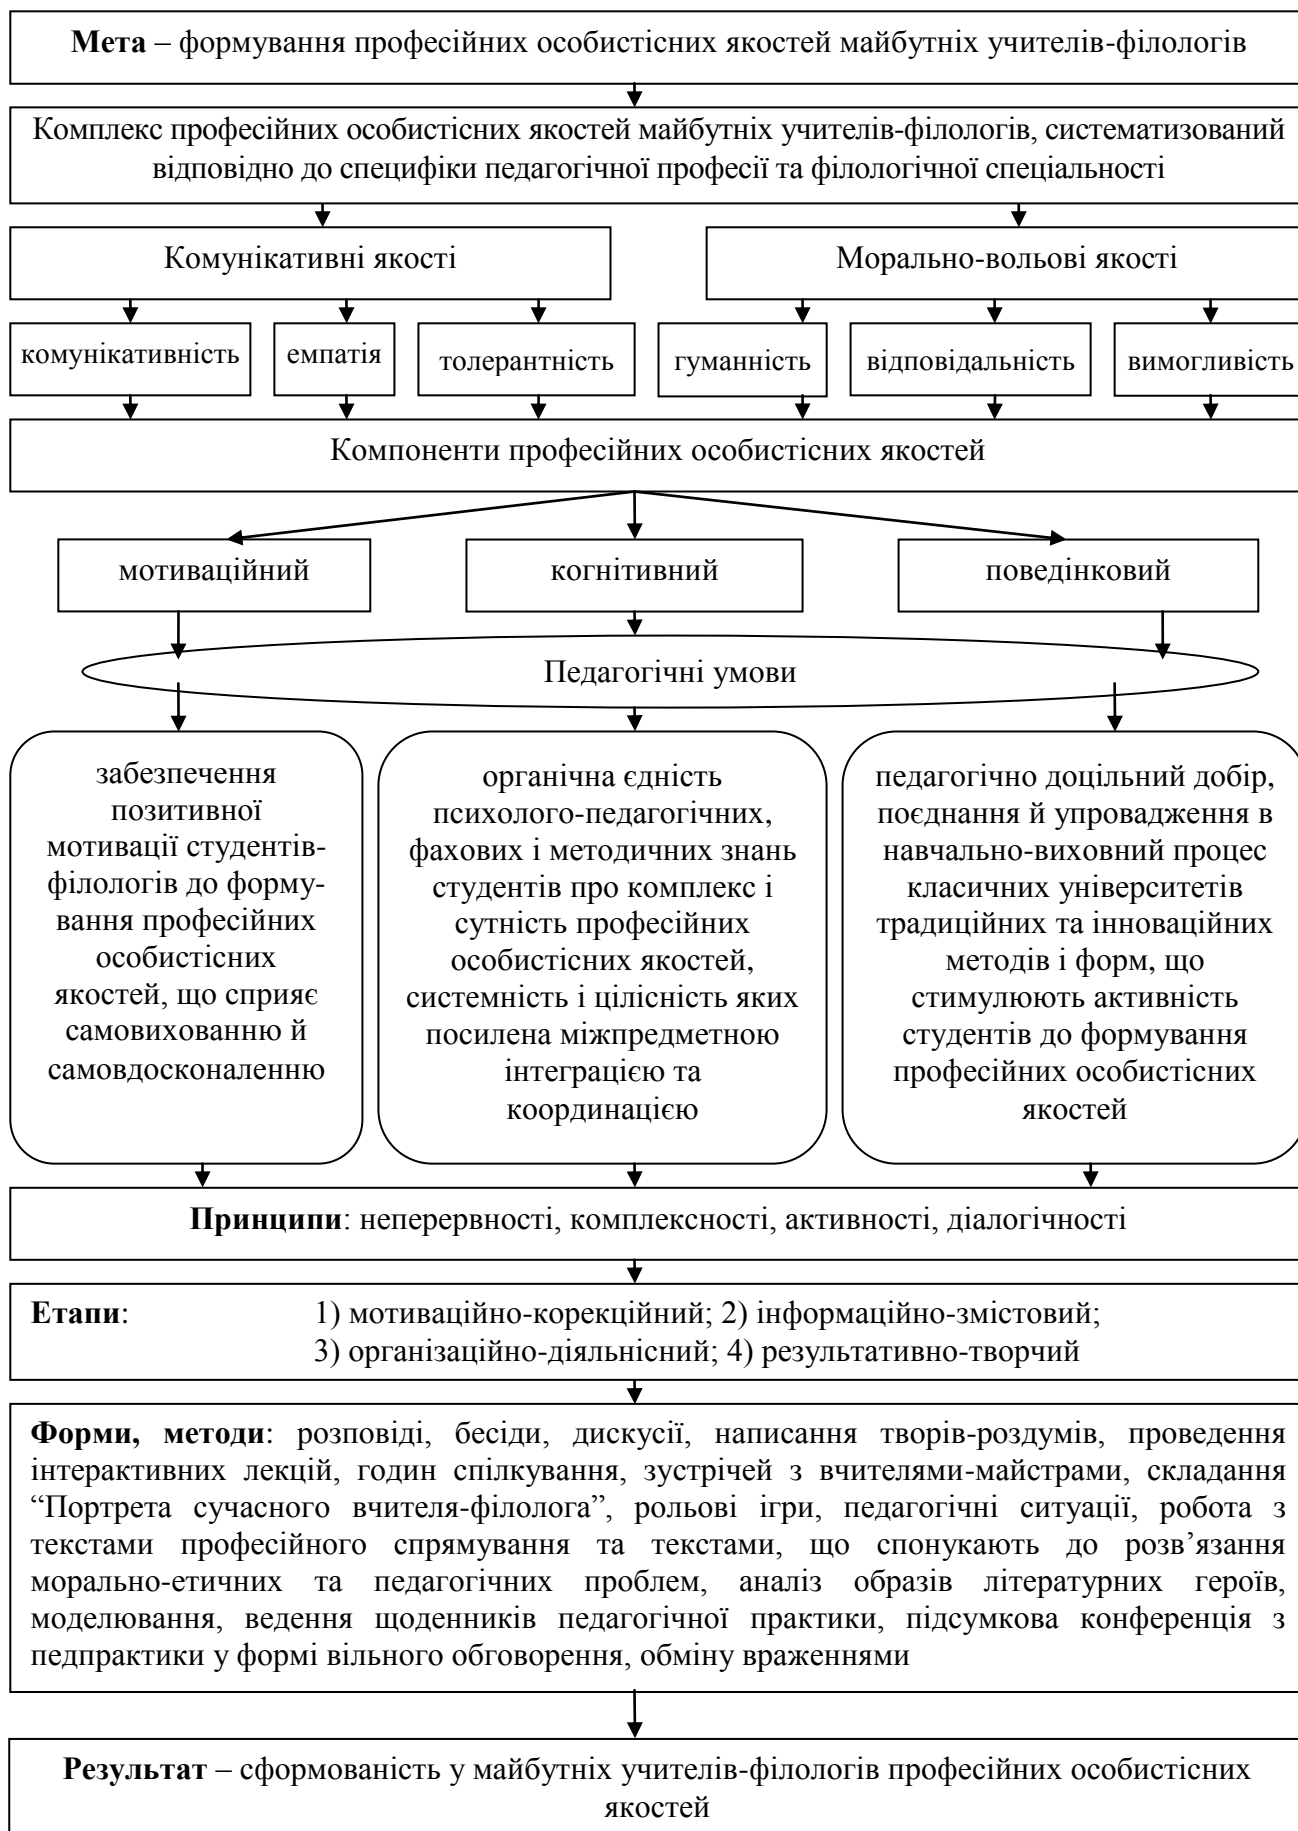 Мета – формування професійних особистісних якостей майбутніх учителів-філологів
Комплекс професійних особистісних якостей майбутніх учителів-філологів, систематизований
відповідно до специфіки педагогічної професії та філологічної спеціальності
Комунікативні якості
Морально-вольові якості
комунікативність
емпатія
толерантність
гуманність
відповідальність
вимогливість
Компоненти професійних особистісних якостей
мотиваційний
когнітивний
поведінковий
Педагогічні умови
забезпечення
позитивної
мотивації студентів-
філологів до форму-
вання професійних
особистісних
якостей, що сприяє
самовихованню й
самовдосконаленню
органічна єдність
психолого-педагогічних,
фахових і методичних знань
студентів про комплекс і
сутність професійних
особистісних якостей,
системність і цілісність яких
посилена міжпредметною
інтеграцією та
координацією
педагогічно доцільний добір,
поєднання й упровадження в
навчально-виховний процес
класичних університетів
традиційних та інноваційних
методів і форм, що
стимулюють активність
студентів до формування
професійних особистісних
якостей
Принципи: неперервності, комплексності, активності, діалогічності
Етапи: 1) мотиваційно-корекційний; 2) інформаційно-змістовий;
3) організаційно-діяльнісний; 4) результативно-творчий
Форми, методи: розповіді, бесіди, дискусії, написання творів-роздумів, проведення
інтерактивних лекцій, годин спілкування, зустрічей з вчителями-майстрами, складання
“Портрета сучасного вчителя-філолога”, рольові ігри, педагогічні ситуації, робота з
текстами професійного спрямування та текстами, що спонукають до розв’язання
морально-етичних та педагогічних проблем, аналіз образів літературних героїв,
моделювання, ведення щоденників педагогічної практики, підсумкова конференція з
педпрактики у формі вільного обговорення, обміну враженнями
Результат – сформованість у майбутніх учителів-філологів професійних особистісних
якостей